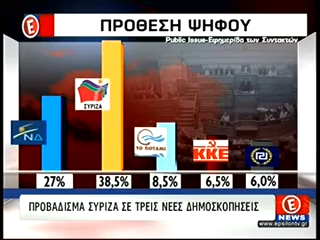 ΠΡΟΘΕΣΗ ΨΗΦΟΥ
Public Issue-Εφημερίδα των Συντακτών
ΝΔ
ΣΥΡΙΖΑ
ΤΟ ΠΟΤΑΜΙ
ΚΚΕ
27% 38,5% 8,5% 6,5% 6,0%
ΠΡΟΒΑΔΙΣΜΑ ΣΥΡΙΖΑ ΣΕ ΤΡΕΙΣ ΝΕΕΣ ΔΗΜΟΣΚΟΠΗΣΕΙΣ
E
NEWS
www.epsilontv.gr